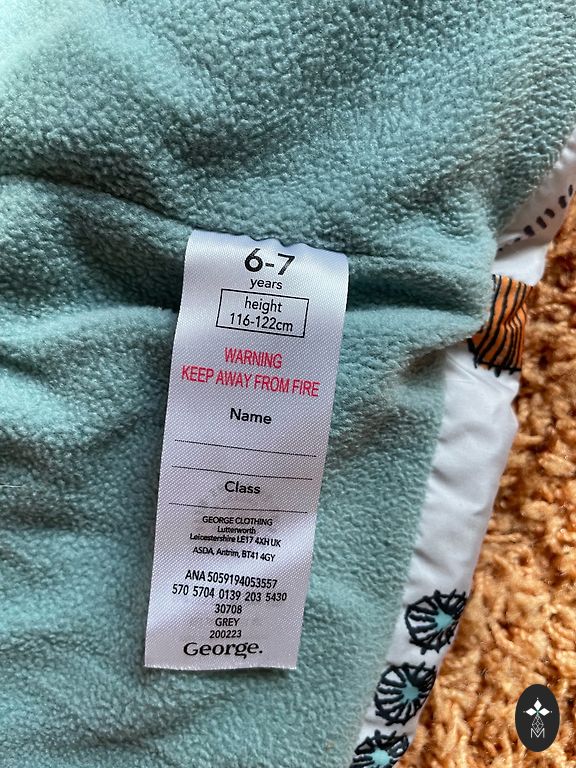 6-7
years
height
116-122cm
WARNING
KEEP AWAY FROM FIRE
Name
Class
GEORGE CLOTHING
Lutterworth
Leicestershire LE17 4XH UK
ASDA, Antrim, BT41 4GY
ANA 5059194053557
570 5704 0139 203 5430
30708
GREY
200223
George.
M